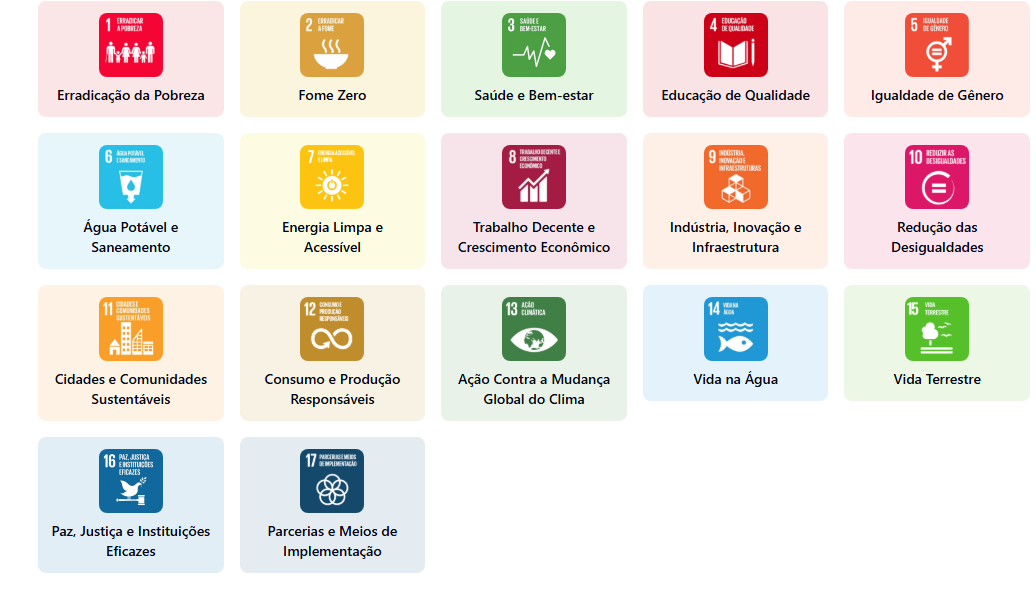 1 ERRADICAR
A POBREZA
Erradicação da Pobreza
2 ERRADICAR
A FOME
Fome Zero
3 SAÚDE E
BEM-ESTAR
Saúde e Bem-estar
4 EDUCAÇÃO
DE QUALIDADE
Educação de Qualidade
5 IGUALDADE
DE GÊNERO
Igualdade de Gênero
6 ÁGUA POTÁVEL
E SANEAMENTO
Água Potável e
Saneamento
7 ENERGIA ACESSÍVEL
E LIMPA
Energia Limpa e
Acessível
8 TRABALHO DECENTE E
CRESCIMENTO
ECONÔMICO
Trabalho Decente e
Crescimento Econômico
9 INDÚSTRIA,
INOVAÇÃO E
INFRAESTRUTURAS
Indústria, Inovação e
Infraestrutura
10 REDUZIR AS
DESIGUALDADES
Redução das
Desigualdades
11 CIDADES E
COMUNIDADES
SUSTENTÁVEIS
Cidades e Comunidades
Sustentáveis
12 CONSUMO E
PRODUÇÃO
RESPONSÁVEIS
Consumo e Produção
Responsáveis
13 AÇÃO
CLIMÁTICA
Ação Contra a Mudança
Global do Clima
14 VIDA NA
ÁGUA
Vida na Água
15 VIDA
TERRESTRE
Vida Terrestre
16 PAZ, JUSTIÇA
E INSTITUIÇÕES
EFICAZES
Paz, Justiça e Instituições
Eficazes
17 PARCERIAS E MEIOS
DE IMPLEMENTAÇÃO
Parcerias e Meios de
Implementação